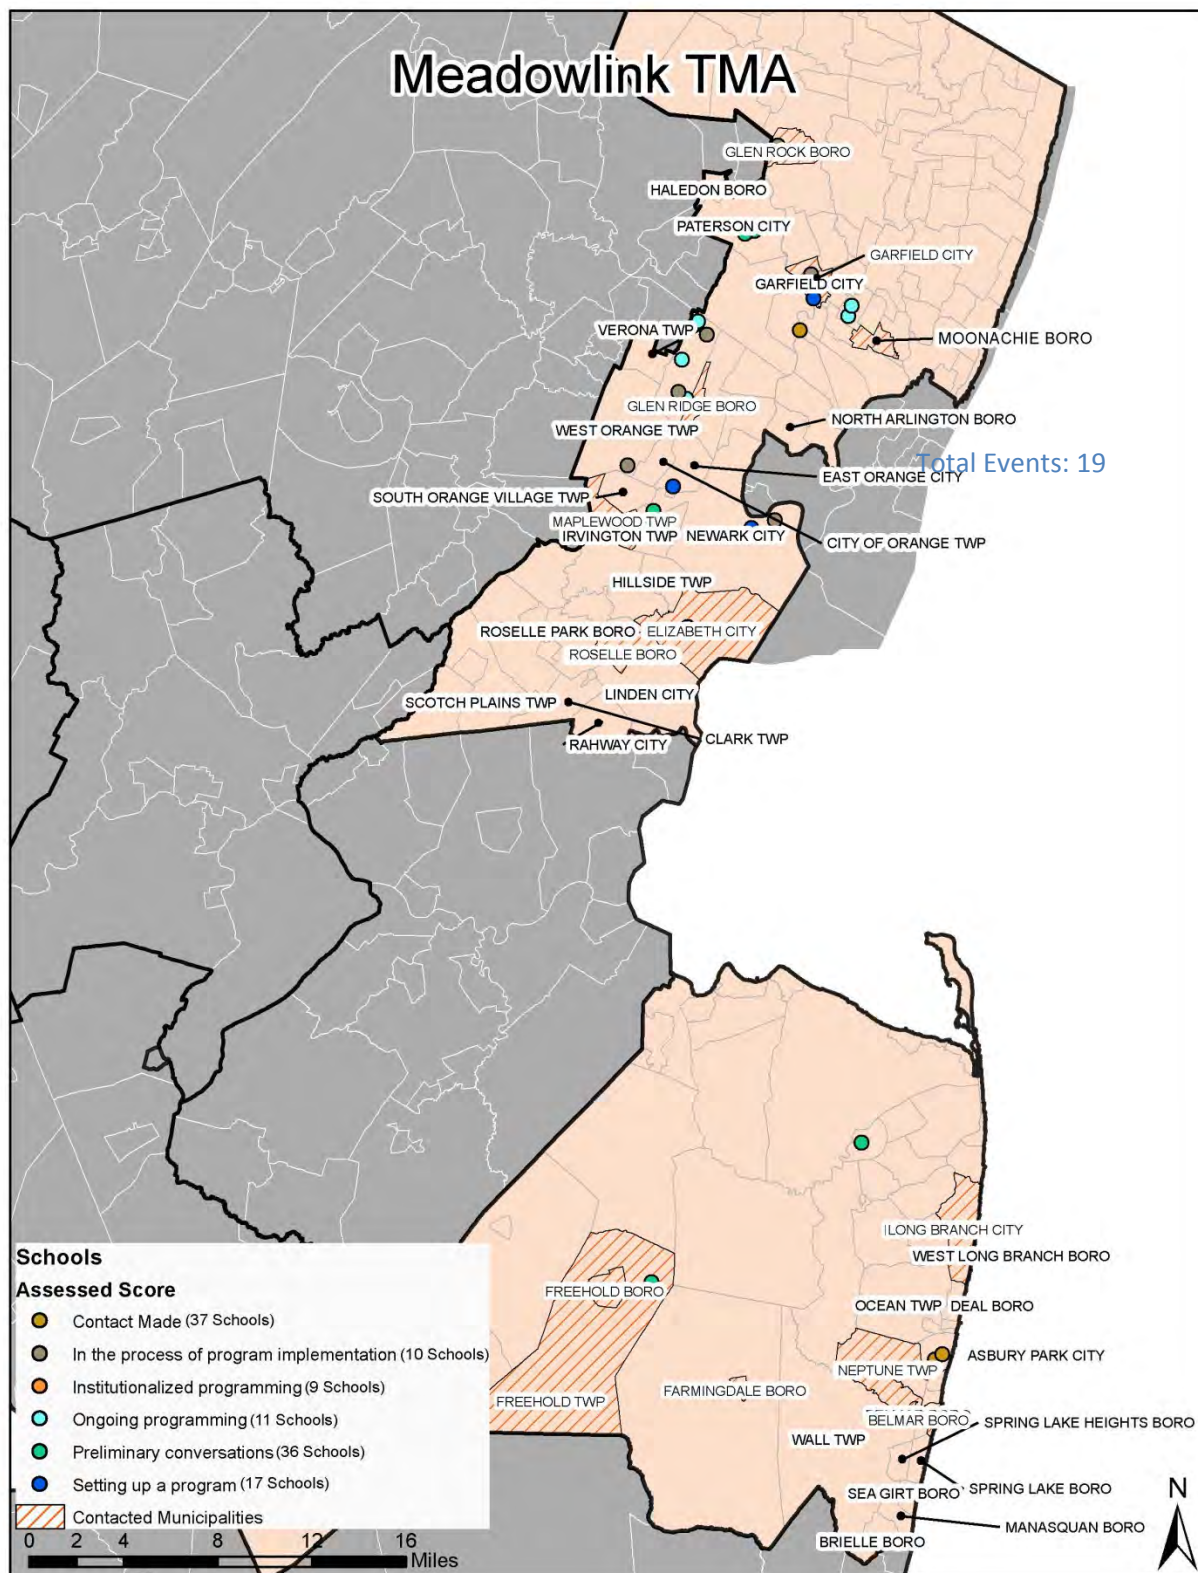 Meadowlink TMA
GLEN ROCK BORO
HALEDON BORO
PATERSON CITY
GARFIELD CITY
GARFIELD CITY
VERONA TWP
MOONACHIE BORO
GLEN RIDGE BORO
NORTH ARLINGTON BORO
WEST ORANGE TWP
Total Events: 19
EAST ORANGE CITY
SOUTH ORANGE VILLAGE TWP
MAPLEWOOD TWP
IRVINGTON TWP
NEWARK CITY
CITY OF ORANGE TWP
HILLSIDE TWP
ROSELLE PARK BORO
ELIZABETH CITY
ROSELLE BORO
LINDEN CITY
SCOTCH PLAINS TWP
CLARK TWP
RAHWAY CITY
LONG BRANCH CITY
WEST LONG BRANCH BORO
FREEHOLD BORO
OCEAN TWP
DEAL BORO
ASBURY PARK CITY
NEPTUNE TWP
FARMINGDALE BORO
FREEHOLD TWP
BELMAR BORO
SPRING LAKE HEIGHTS BORO
WALL TWP
SPRING LAKE BORO
SEA GIRT BORO
MANASQUAN BORO
BRIELLE BORO
Schools
Assessed Score
Contact Made (37 Schools)
In the process of program implementation (10 Schools)
Institutionalized programming (9 Schools)
Ongoing programming (11 Schools)
Preliminary conversations (36 Schools)
Setting up a program (17 Schools)
Contacted Municipalities
0 2 4 8 12 16
Miles
N